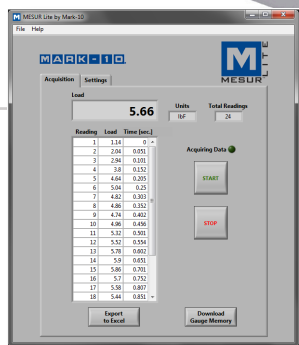 MESUR Lite by Mark-10
File Help
MARK-10
M
MESUR
LITE
Acquisition Settings
Load
5.66
Units
lbF
Total Readings
24
Reading Load Time (sec.)
1 1.14 0
2 2.04 0.051
3 2.94 0.101
4 3.8 0.152
5 4.64 0.205
6 5.04 0.25
7 4.82 0.303
8 4.86 0.352
9 4.74 0.402
10 4.96 0.456
11 5.32 0.501
12 5.52 0.554
13 5.78 0.602
14 5.9 0.651
15 5.86 0.701
16 5.7 0.752
17 5.58 0.807
18 5.44 0.851
Acquiring Data
START
STOP
Export
to Excel
Download
Gauge Memory